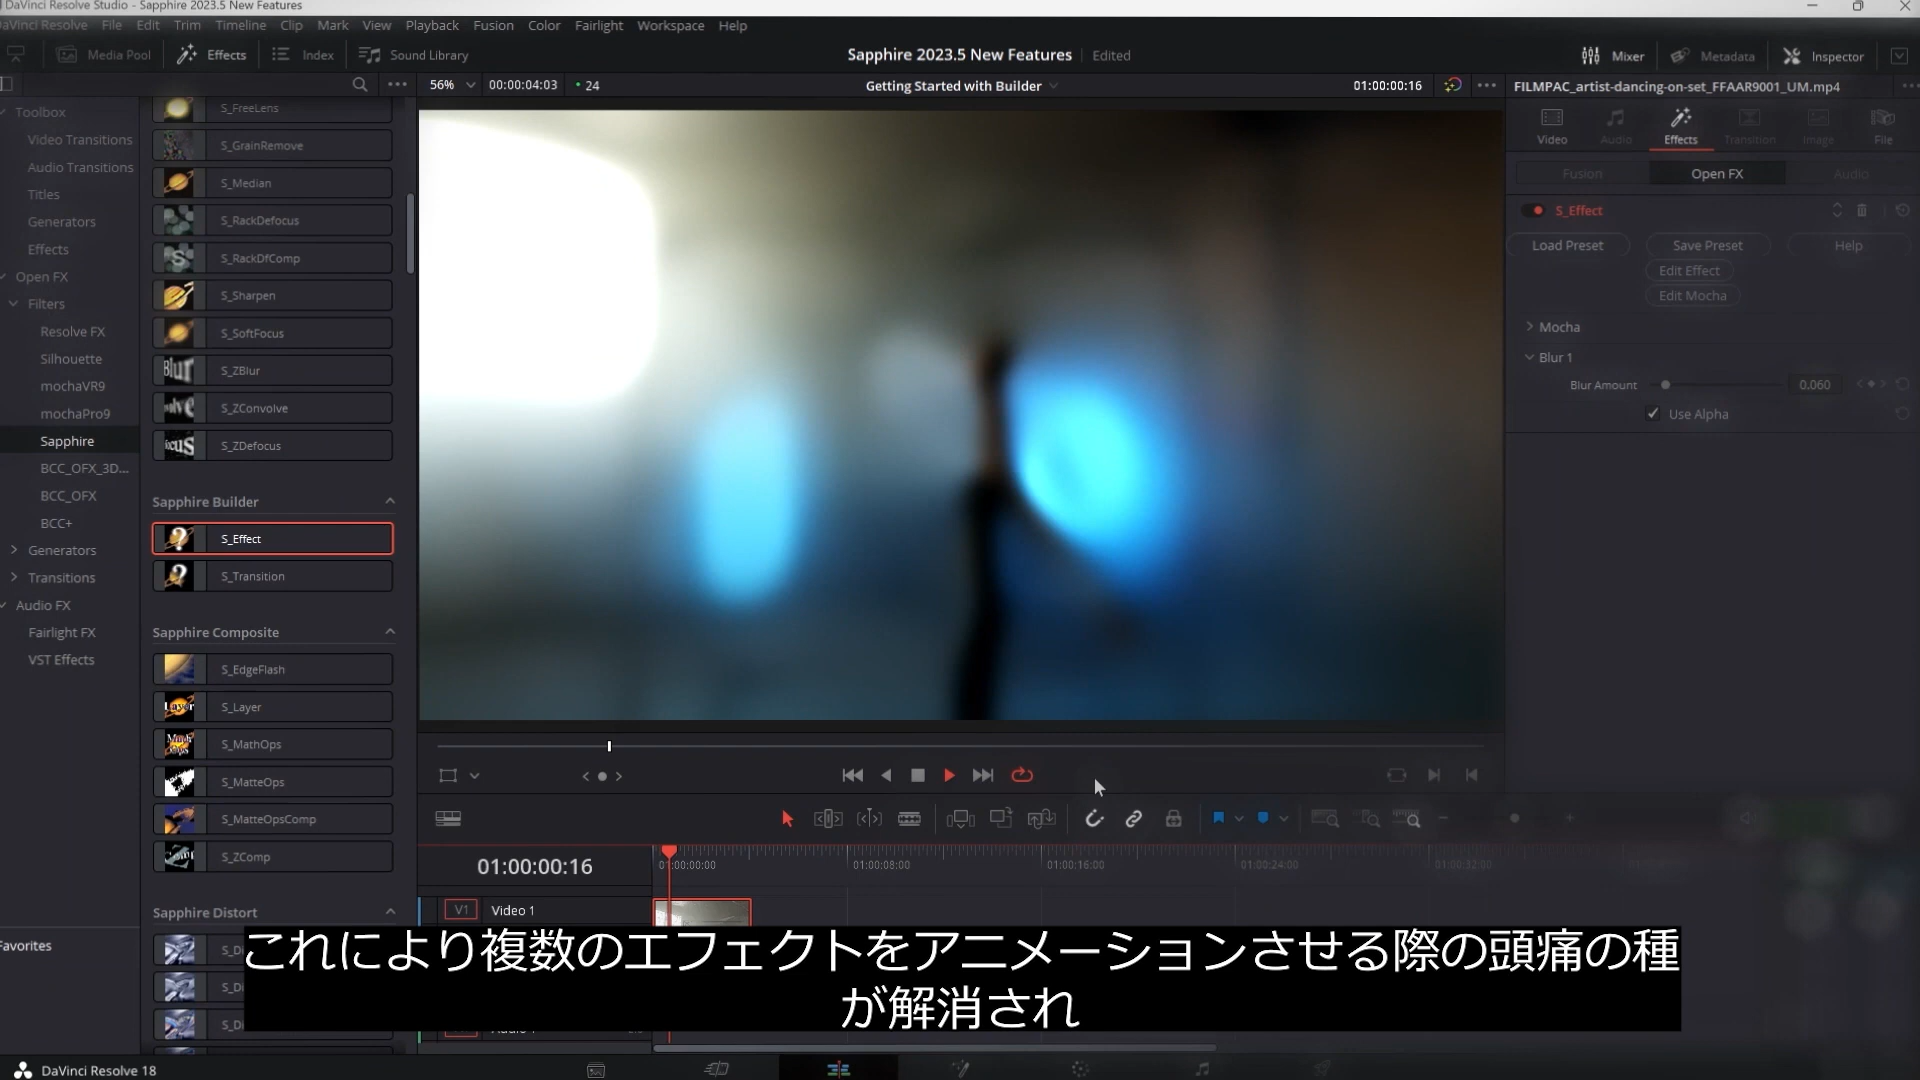 DaVinci Resolve Studio - Sapphire 2023.5 New Features
DaVinci Resolve File Edit Trim Timeline Clip Mark View Playback Fusion Color Fairlight Workspace Help
Media Pool Effects Index Sound Library Sapphire 2023.5 New Features Edited Mixer Metadata Inspector
56% 00:00:04:03 24 Getting Started with Builder 01:00:00:16 FILMPAC_artist-dancing-on-set_FFAAR9001_UM.mp4
Toolbox
Video Transitions
Audio Transitions
Titles
Generators
Effects
Open FX
Filters
Resolve FX
Silhouette
mochaVR9
mochaPro9
Sapphire
BCC_OFX_3D...
BCC_OFX
BCC+
Generators
Transitions
Audio FX
Fairlight FX
VST Effects
Favorites
S_FreeLens
S_GrainRemove
S_Median
S_RackDefocus
S_RackDfComp
S_Sharpen
S_SoftFocus
S_ZBlur
S_ZConvolve
S_ZDefocus
Sapphire Builder
S_Effect
S_Transition
Sapphire Composite
S_EdgeFlash
S_Layer
S_MathOps
S_MatteOps
S_MatteOpsComp
S_ZComp
Sapphire Distort
Video Audio Effects Transition Image File
Fusion Open FX Audio
S_Effect
Load Preset Save Preset Help
Edit Effect
Edit Mocha
Mocha
Blur 1
Blur Amount 0.060
Use Alpha
01:00:00:16 01:00:08:00 01:00:16:00 01:00:24:00 01:00:32:00
V1 Video 1
これにより複数のエフェクトをアニメーションさせる際の頭痛の種
が解消され
DaVinci Resolve 18